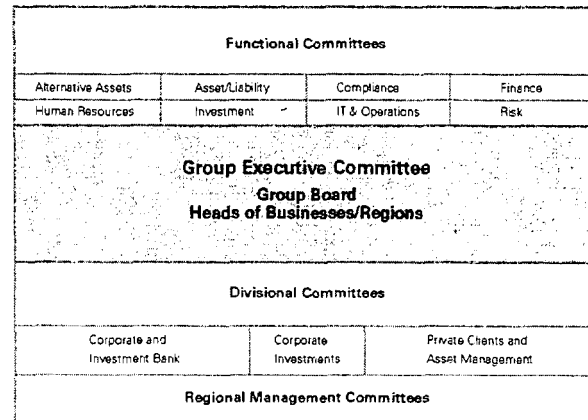 Functional Committees
Alternative Assets Asset/Liability Compliance Finance
Human Resources Investment IT & Operations Risk
Group Executive Committee
Group Board
Heads of Businesses/Regions
Divisional Committees
Corporate and Corporate Private Clients and
Investment Bank Investments Asset Management
Regional Management Committees